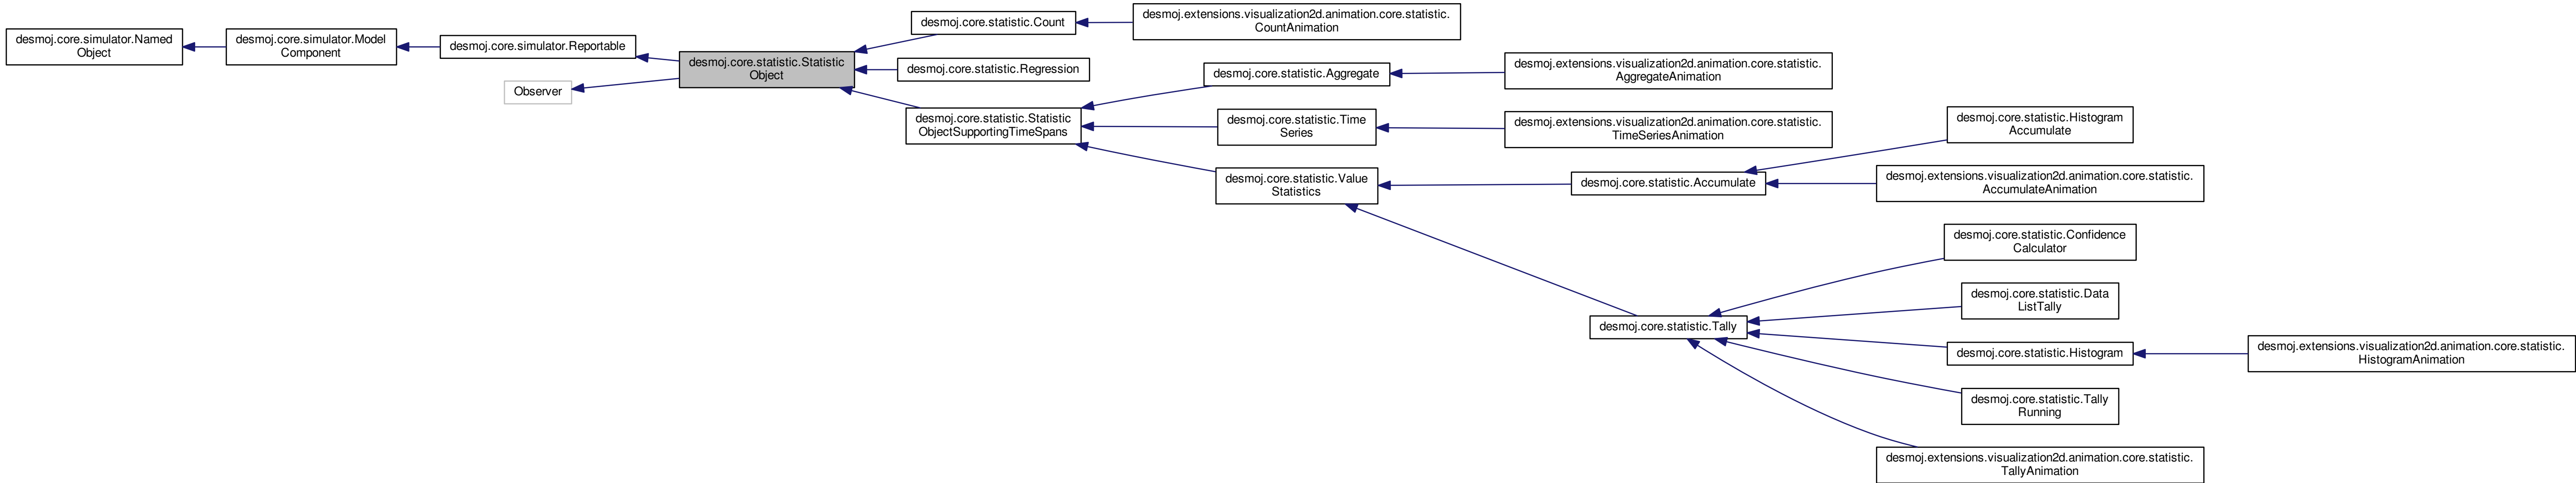 desmoj.core.simulator.Named
Object
desmoj.core.simulator.Model
Component
desmoj.core.simulator.Reportable
Observer
desmoj.core.statistic.Statistic
Object
desmoj.core.statistic.Count
desmoj.extensions.visualization2d.animation.core.statistic.
CountAnimation
desmoj.core.statistic.Regression
desmoj.core.statistic.Statistic
ObjectSupportingTimeSpans
desmoj.core.statistic.Aggregate
desmoj.extensions.visualization2d.animation.core.statistic.
AggregateAnimation
desmoj.core.statistic.Time
Series
desmoj.extensions.visualization2d.animation.core.statistic.
TimeSeriesAnimation
desmoj.core.statistic.Value
Statistics
desmoj.core.statistic.Accumulate
desmoj.core.statistic.Histogram
Accumulate
desmoj.extensions.visualization2d.animation.core.statistic.
AccumulateAnimation
desmoj.core.statistic.Tally
desmoj.core.statistic.Confidence
Calculator
desmoj.core.statistic.Data
ListTally
desmoj.core.statistic.Histogram
desmoj.extensions.visualization2d.animation.core.statistic.
HistogramAnimation
desmoj.core.statistic.Tally
Running
desmoj.extensions.visualization2d.animation.core.statistic.
TallyAnimation